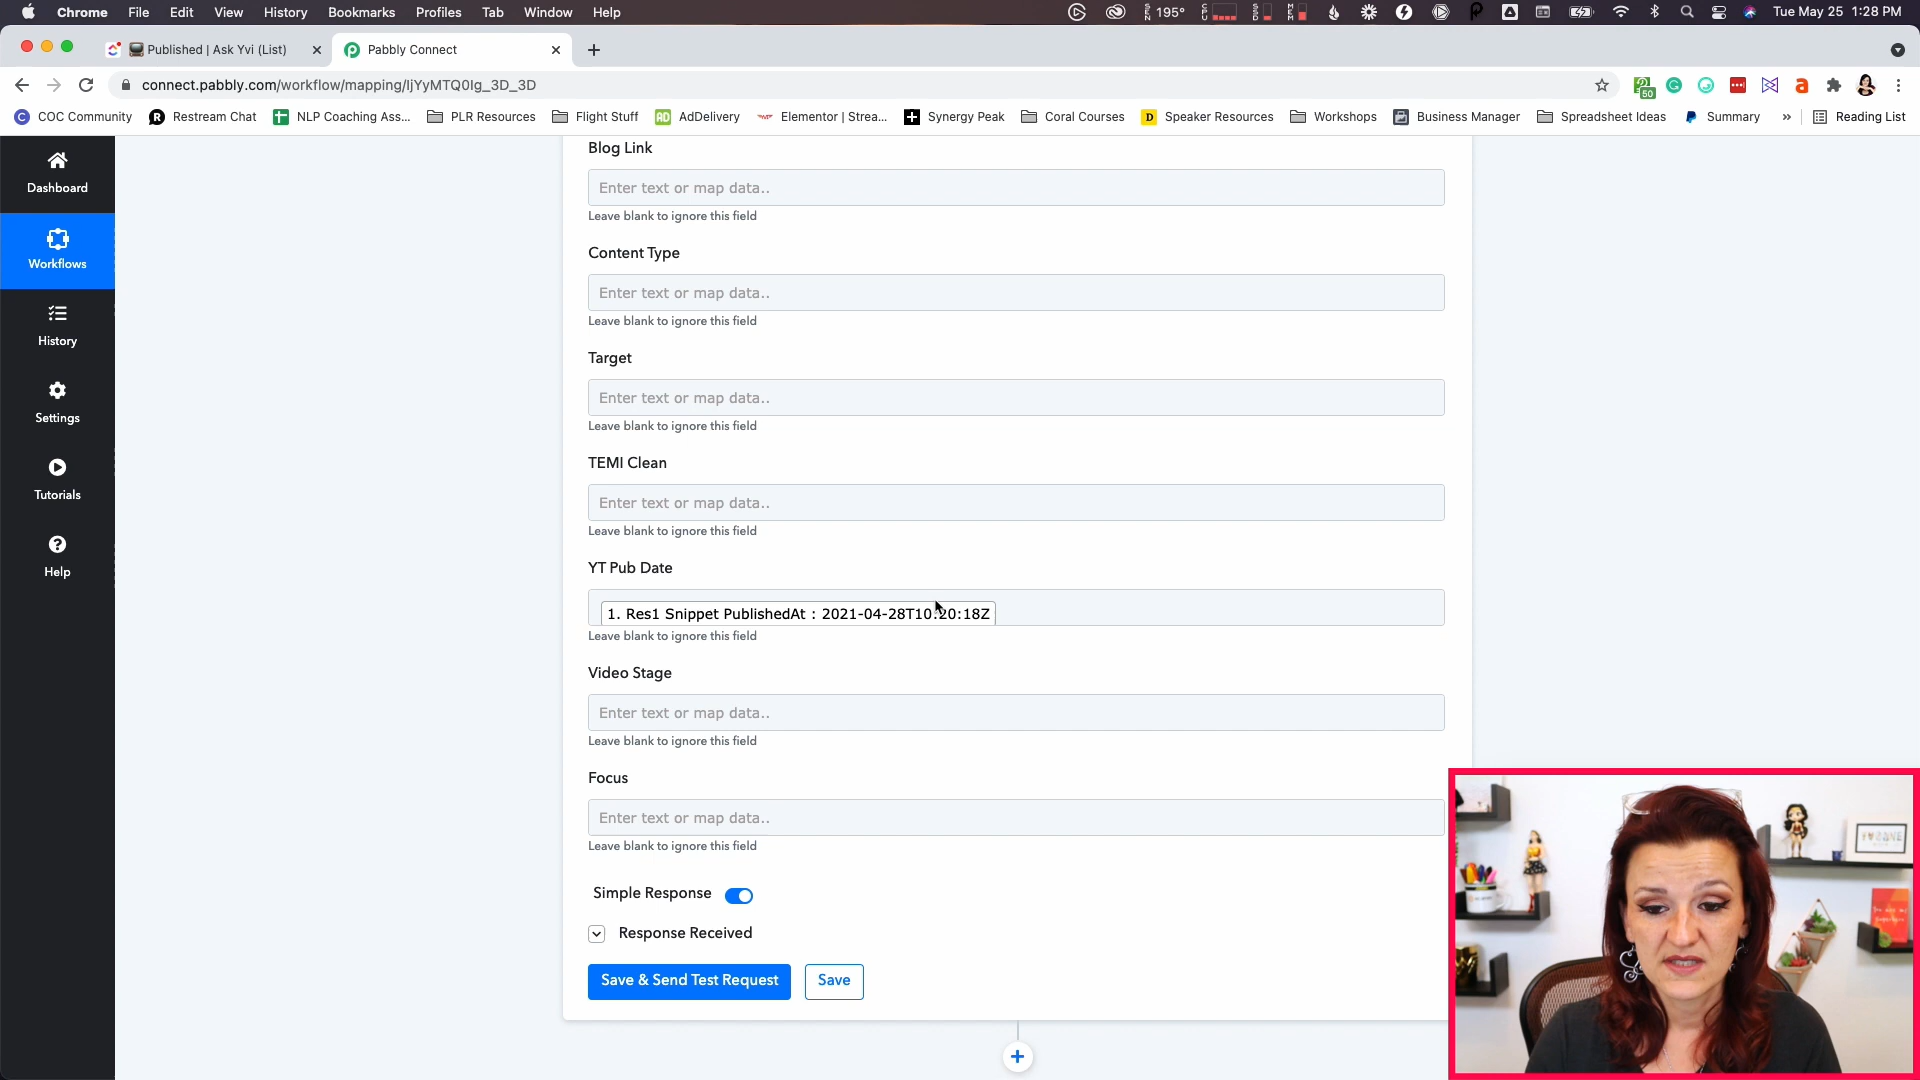 Chrome File Edit View History Bookmarks Profiles Tab Window Help 195° Tue May 25 1:28 PM
Published | Ask Yvi (List) Pabbly Connect
connect.pabbly.com/workflow/mapping/IjYyMTQ0Ig_3D_3D 50
COC Community Restream Chat NLP Coaching Ass... PLR Resources Flight Stuff AdDelivery Elementor | Strea... Synergy Peak Coral Courses Speaker Resources Workshops Business Manager Spreadsheet Ideas Summary » Reading List
Dashboard
Workflows
History
Settings
Tutorials
Help
Blog Link
Enter text or map data..
Leave blank to ignore this field
Content Type
Enter text or map data..
Leave blank to ignore this field
Target
Enter text or map data..
Leave blank to ignore this field
TEMI Clean
Enter text or map data..
Leave blank to ignore this field
YT Pub Date
1. Res1 Snippet PublishedAt : 2021-04-28T10:20:18Z
Leave blank to ignore this field
Video Stage
Enter text or map data..
Leave blank to ignore this field
Focus
Enter text or map data..
Leave blank to ignore this field
Simple Response
Response Received
Save & Send Test Request Save